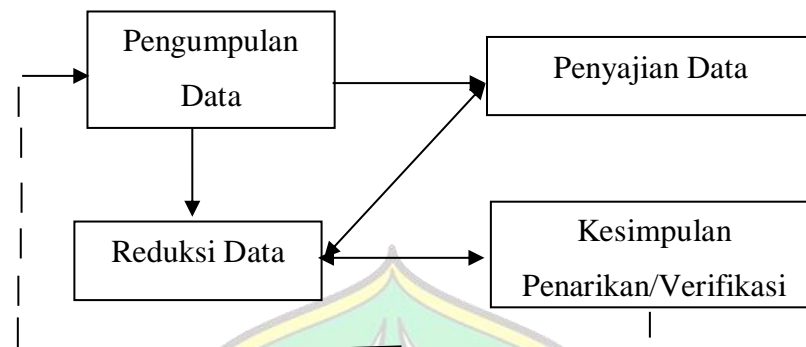 Pengumpulan
Data
Penyajian Data
Reduksi Data
Kesimpulan
Penarikan/Verifikasi